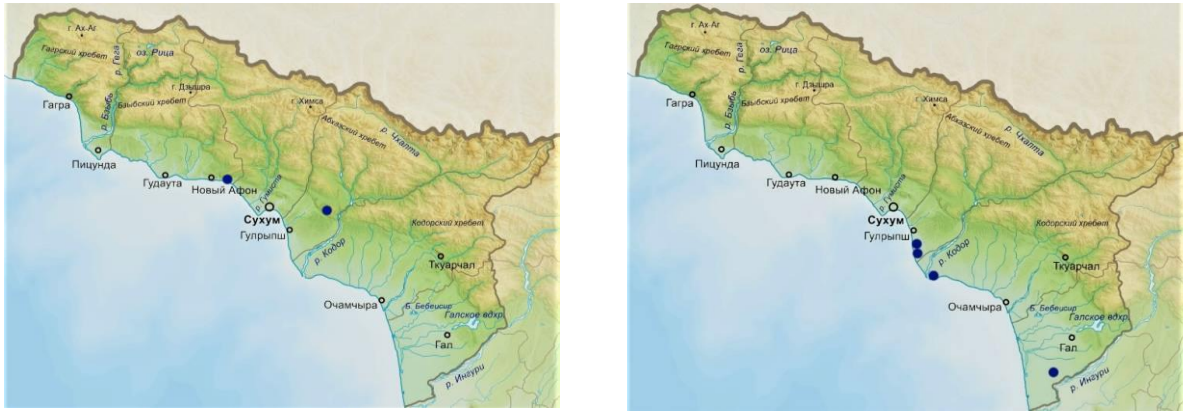 г. Ах-Аг
Гагрский хребет
р. Гега
оз. Рица
г. Дзышра
Гагра
р. Бзыбь
Бзыбский хребет
г. Химса
Абхазский хребет
р. Чхалта
Пицунда
Гудаута
Новый Афон
р. Гумиста
Сухум
Гулрыпш
Кодорский хребет
р. Кодор
Ткуарчал
Очамчыра
Б. Бебеисир
Галское вдхр.
Гал
р. Ингури
г. Ах-Аг
Гагрский хребет
р. Гега
оз. Рица
г. Дзышра
Гагра
р. Бзыбь
Бзыбский хребет
г. Химса
Абхазский хребет
р. Чхалта
Пицунда
Гудаута
Новый Афон
р. Гумиста
Сухум
Гулрыпш
Кодорский хребет
р. Кодор
Ткуарчал
Очамчыра
Б. Бебеисир
Галское вдхр.
Гал
р. Ингури